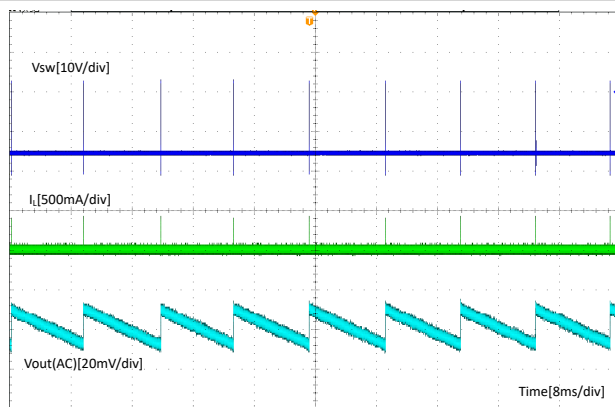 T
Vsw[10V/div]
IL[500mA/div]
Vout(AC)[20mV/div]
Time[8ms/div]